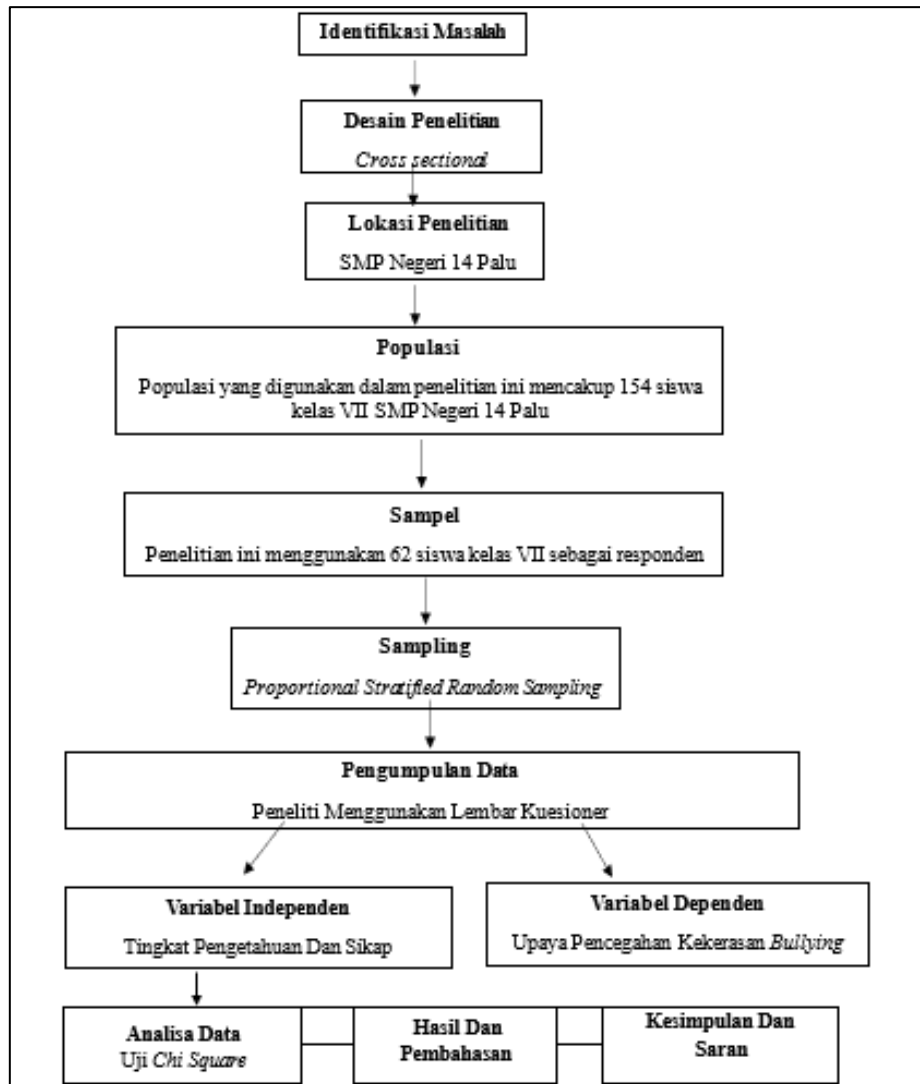 Identifikasi Masalah
Desain Penelitian
Cross sectional
Lokasi Penelitian
SMP Negeri 14 Palu
Populasi
Populasi yang digunakan dalam penelitian ini mencakup 154 siswa
kelas VII SMP Negeri 14 Palu
Sampel
Penelitian ini menggunakan 62 siswa kelas VII sebagai responden
Sampling
Proportional Stratified Random Sampling
Pengumpulan Data
Peneliti Menggunakan Lembar Kuesioner
Variabel Independen
Tingkat Pengetahuan Dan Sikap
Variabel Dependen
Upaya Pencegahan Kekerasan Bullying
Analisa Data
Uji Chi Square
Hasil Dan
Pembahasan
Kesimpulan Dan
Saran